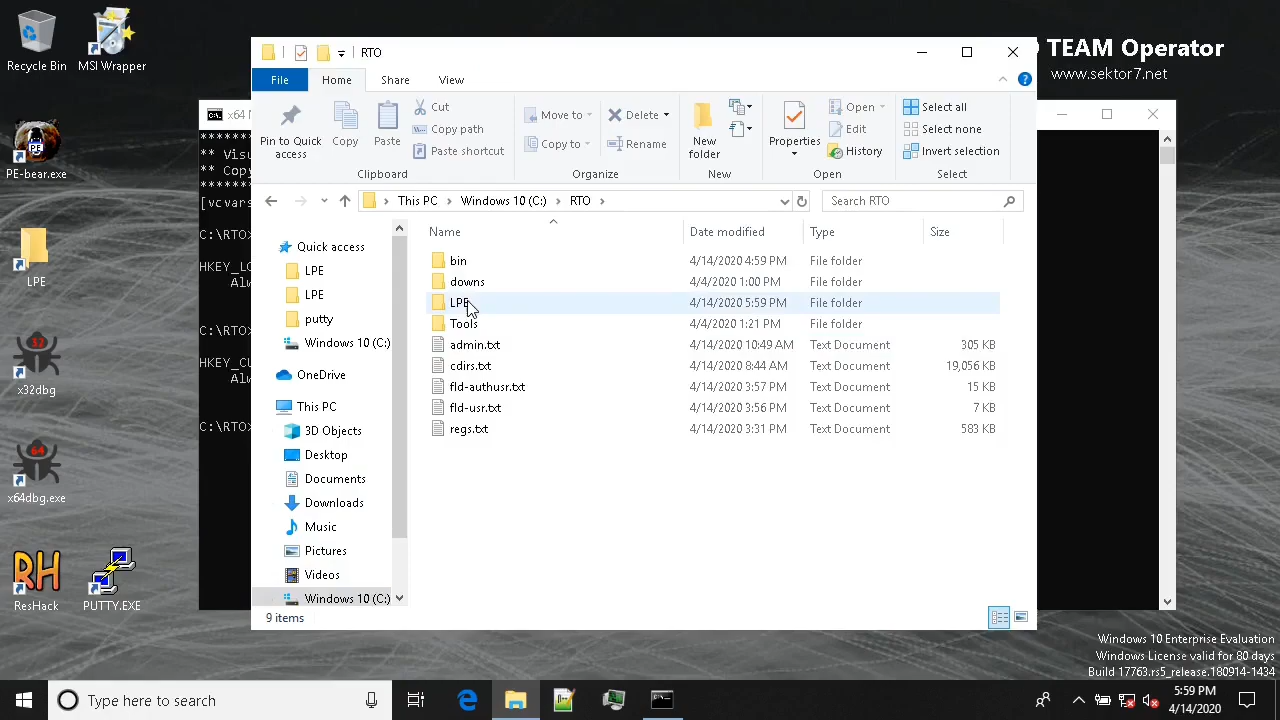 Recycle Bin
MSI Wrapper
PE-bear.exe
LPE
x32dbg
x64dbg.exe
ResHack
PUTTY.EXE
TEAM Operator
www.sektor7.net
RTO
File
Home
Share
View
Pin to Quick access
Copy
Paste
Cut
Copy path
Paste shortcut
Clipboard
Move to
Copy to
Delete
Rename
Organize
New folder
New
Properties
Open
Edit
History
Open
Select all
Select none
Invert selection
Select
This PC
Windows 10 (C:)
RTO
Search RTO
Quick access
LPE
LPE
putty
Windows 10 (C:)
OneDrive
This PC
3D Objects
Desktop
Documents
Downloads
Music
Pictures
Videos
Windows 10 (C:)
Name Date modified Type Size
bin 4/14/2020 4:59 PM File folder
downs 4/4/2020 1:00 PM File folder
LPE 4/14/2020 5:59 PM File folder
Tools 4/4/2020 1:21 PM File folder
admin.txt 4/14/2020 10:49 AM Text Document 305 KB
cdirs.txt 4/14/2020 8:44 AM Text Document 19,056 KB
fld-authusr.txt 4/14/2020 3:57 PM Text Document 15 KB
fld-usr.txt 4/14/2020 3:56 PM Text Document 7 KB
regs.txt 4/14/2020 3:31 PM Text Document 583 KB
9 items
x64
*******
** Visu
** Copy
*******
[vcvars
C:\RTO>
HKEY_LO
Alw
C:\RTO>
HKEY_CU
Alw
C:\RTO>
Windows 10 Enterprise Evaluation
Windows License valid for 80 days
Build 17763.rs5_release.180914-1434
Type here to search
5:59 PM
4/14/2020